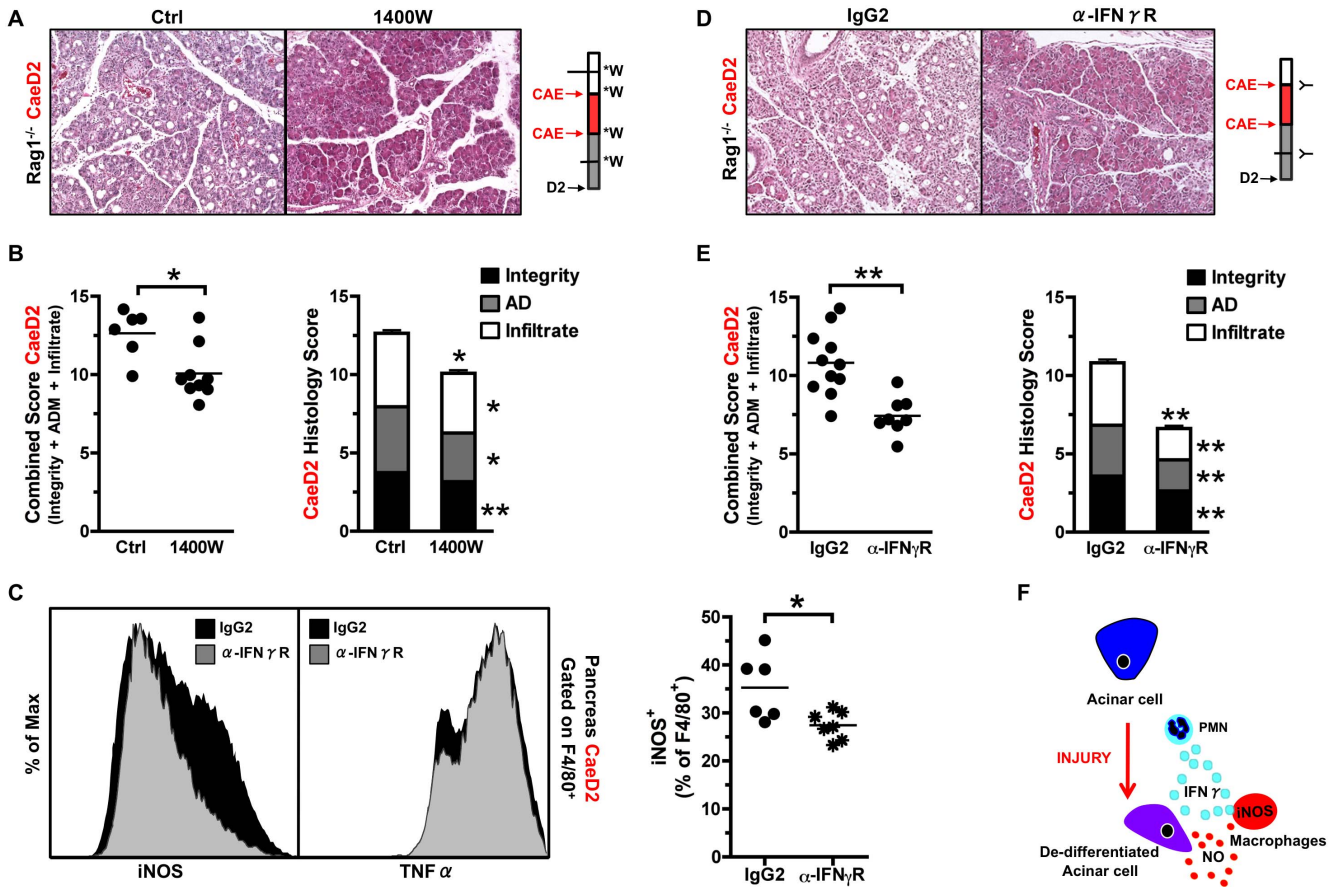 A
Ctrl
1400W
Rag1-/- CaeD2
*W
CAE
*W
CAE
*W
*W
D2
D
IgG2
α-IFNγR
Rag1-/- CaeD2
CAE
CAE
D2
B
Combined Score CaeD2
(Integrity + ADM + Infiltrate)
15
10
5
0
*
Ctrl
1400W
CaeD2 Histology Score
15
10
5
0
Integrity
AD
Infiltrate
*
*
*
**
Ctrl
1400W
E
Combined Score CaeD2
(Integrity + ADM + Infiltrate)
15
10
5
0
**
IgG2
α-IFNγR
CaeD2 Histology Score
15
10
5
0
Integrity
AD
Infiltrate
**
**
**
**
IgG2
α-IFNγR
C
% of Max
IgG2
α-IFNγR
iNOS
IgG2
α-IFNγR
TNFα
Pancreas CaeD2
Gated on F4/80+
iNOS+
(% of F4/80+)
50
40
30
20
10
0
*
IgG2
α-IFNγR
F
Acinar cell
PMN
INJURY
IFNγ
iNOS
Macrophages
NO
De-differentiated
Acinar cell